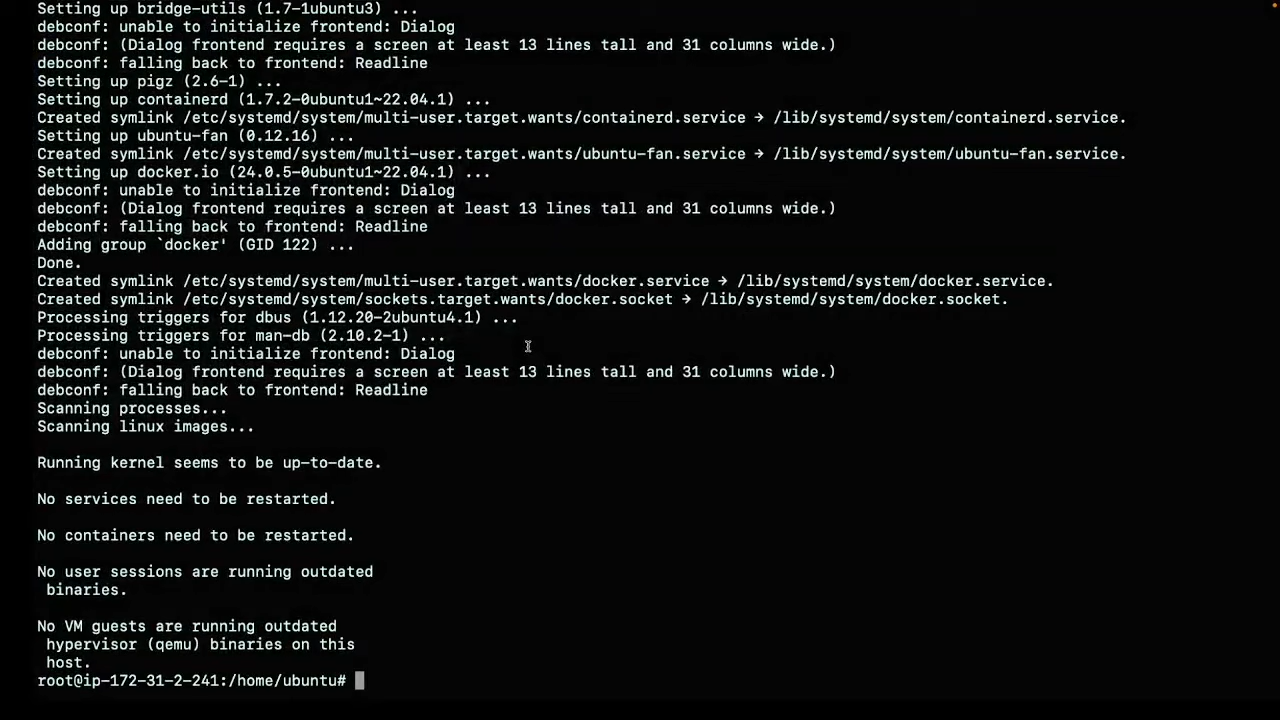 Setting up bridge-utils (1.7-1ubuntu3) ...
debconf: unable to initialize frontend: Dialog
debconf: (Dialog frontend requires a screen at least 13 lines tall and 31 columns wide.)
debconf: falling back to frontend: Readline
Setting up pigz (2.6-1) ...
Setting up containerd (1.7.2-0ubuntu1~22.04.1) ...
Created symlink /etc/systemd/system/multi-user.target.wants/containerd.service → /lib/systemd/system/containerd.service.
Setting up ubuntu-fan (0.12.16) ...
Created symlink /etc/systemd/system/multi-user.target.wants/ubuntu-fan.service → /lib/systemd/system/ubuntu-fan.service.
Setting up docker.io (24.0.5-0ubuntu1~22.04.1) ...
debconf: unable to initialize frontend: Dialog
debconf: (Dialog frontend requires a screen at least 13 lines tall and 31 columns wide.)
debconf: falling back to frontend: Readline
Adding group `docker' (GID 122) ...
Done.
Created symlink /etc/systemd/system/multi-user.target.wants/docker.service → /lib/systemd/system/docker.service.
Created symlink /etc/systemd/system/sockets.target.wants/docker.socket → /lib/systemd/system/docker.socket.
Processing triggers for dbus (1.12.20-2ubuntu4.1) ...
Processing triggers for man-db (2.10.2-1) ...
debconf: unable to initialize frontend: Dialog
debconf: (Dialog frontend requires a screen at least 13 lines tall and 31 columns wide.)
debconf: falling back to frontend: Readline
Scanning processes...
Scanning linux images...
Running kernel seems to be up-to-date.
No services need to be restarted.
No containers need to be restarted.
No user sessions are running outdated
binaries.
No VM guests are running outdated
hypervisor (qemu) binaries on this
host.
root@ip-172-31-2-241:/home/ubuntu#